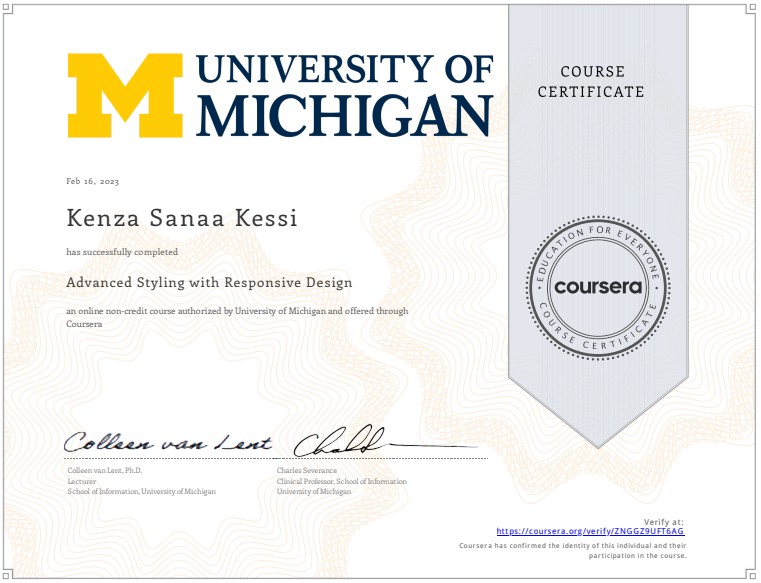 M UNIVERSITY OF
MICHIGAN
COURSE
CERTIFICATE
Feb 16, 2023
Kenza Sanaa Kessi
has successfully completed
Advanced Styling with Responsive Design
an online non-credit course authorized by University of Michigan and offered through
Coursera
EDUCATION FOR EVERYONE
coursera
COURSE CERTIFICATE
Colleen van Lent
Colleen van Lent, Ph.D.
Lecturer
School of Information, University of Michigan
Charles Severance
Clinical Professor, School of Information
University of Michigan
Verify at:
https://coursera.org/verify/ZNGGZ9UFT6AG
Coursera has confirmed the identity of this individual and their
participation in the course.